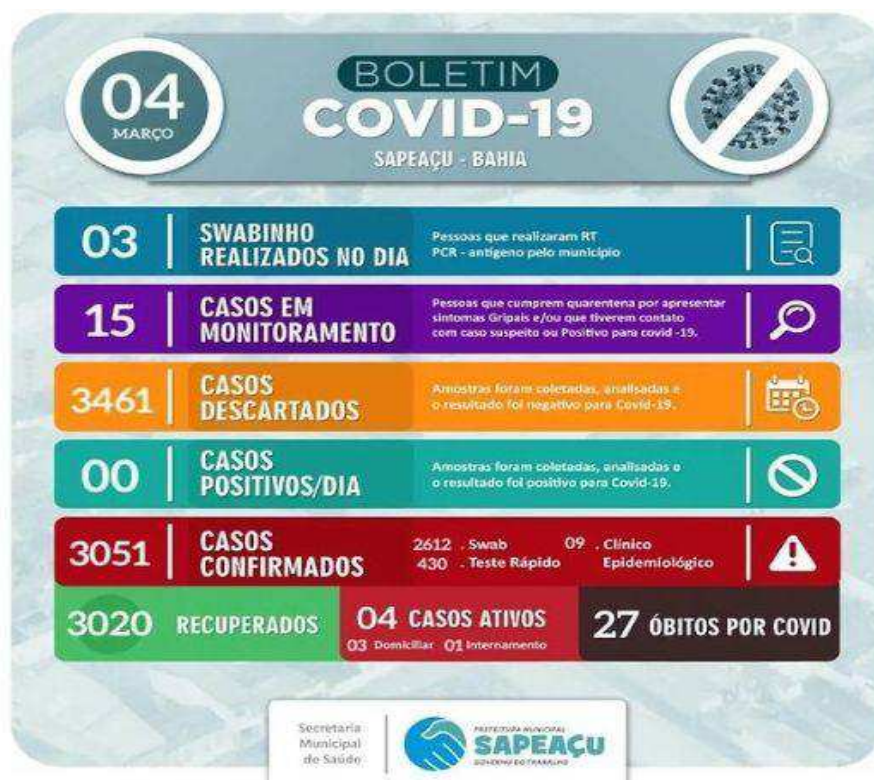 04
MARÇO
BOLETIM
COVID-19
SAPEAÇU - BAHIA
03
SWABINHO
REALIZADOS NO DIA
Pessoas que realizaram RT
PCR - antígeno pelo município
15
CASOS EM
MONITORAMENTO
Pessoas que cumprem quarentena por apresentar
sintomas Gripais e/ou que tiverem contato
com caso suspeito ou Positivo para covid -19.
3461
CASOS
DESCARTADOS
Amostras foram coletadas, analisadas e
o resultado foi negativo para Covid-19.
00
CASOS
POSITIVOS/DIA
Amostras foram coletadas, analisadas e
o resultado foi positivo para Covid-19.
3051
CASOS
CONFIRMADOS
2612 . Swab
430 . Teste Rápido
09 . Clínico
Epidemiológico
3020 RECUPERADOS
04 CASOS ATIVOS
03 Domiciliar 01 Internamento
27 ÓBITOS POR COVID
Secretaria
Municipal
de Saúde
PREFEITURA MUNICIPAL
SAPEAÇU
GOVERNO DO TRABALHO